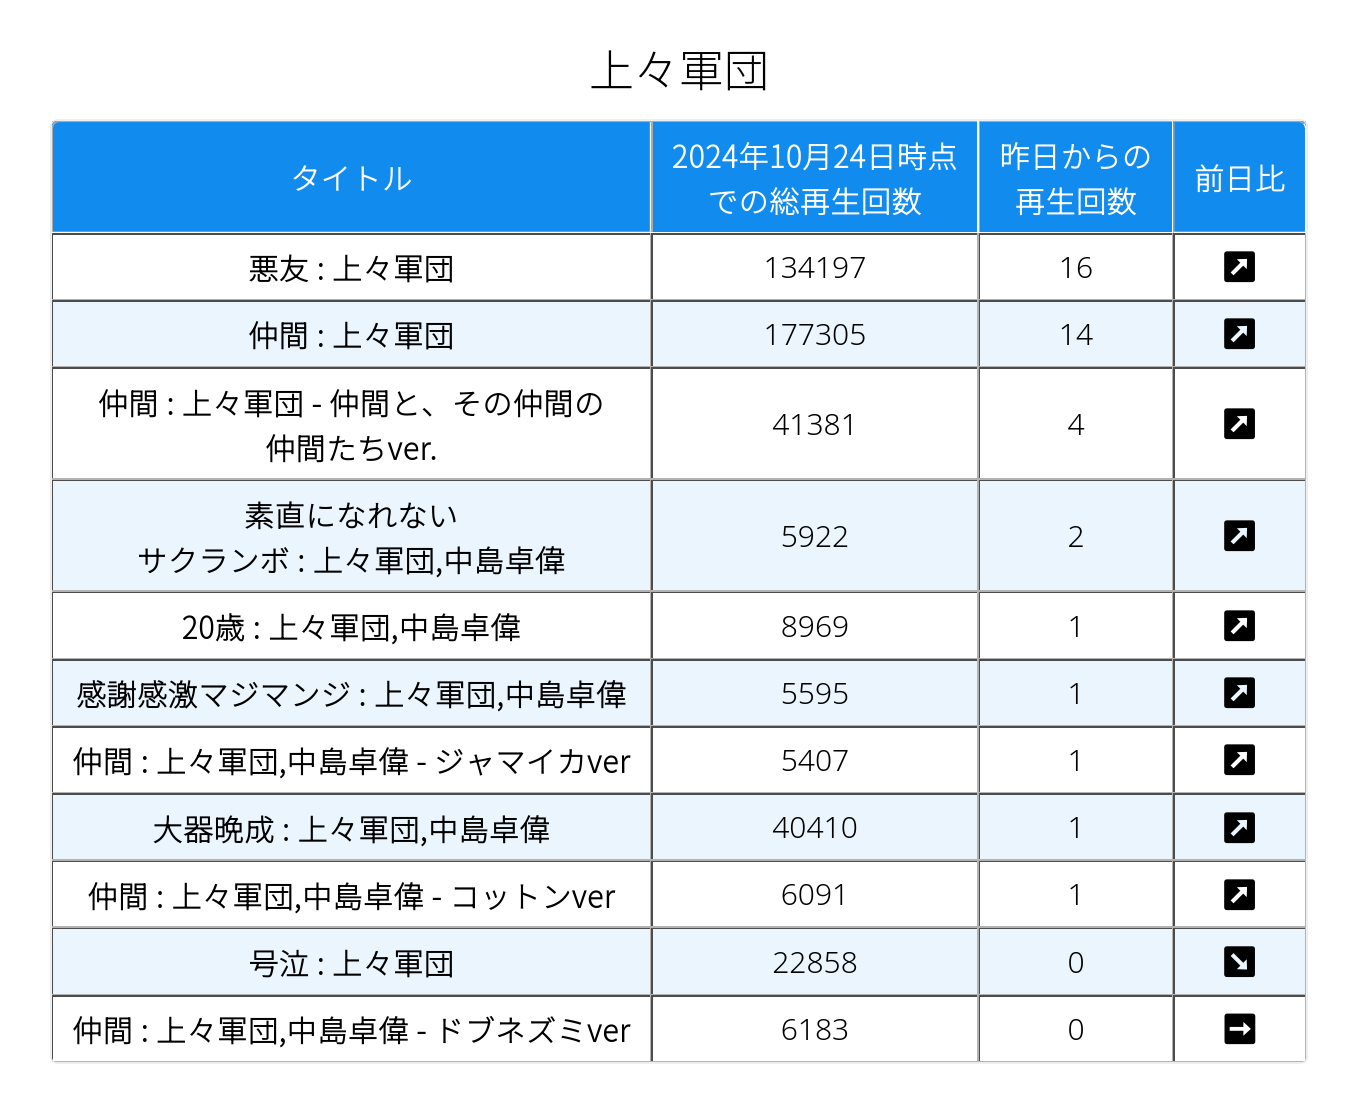 上々軍団
タイトル
2024年10月24日時点
での総再生回数
昨日からの
再生回数
前日比
悪友 : 上々軍団
134197
16
仲間 : 上々軍団
177305
14
仲間 : 上々軍団 - 仲間と、その仲間の
仲間たちver.
41381
4
素直になれない
サクランボ : 上々軍団,中島卓偉
5922
2
20歳 : 上々軍団,中島卓偉
8969
1
感謝感激マジマンジ : 上々軍団,中島卓偉
5595
1
仲間 : 上々軍団,中島卓偉 - ジャマイカver
5407
1
大器晩成 : 上々軍団,中島卓偉
40410
1
仲間 : 上々軍団,中島卓偉 - コットンver
6091
1
号泣 : 上々軍団
22858
0
仲間 : 上々軍団,中島卓偉 - ドブネズミver
6183
0